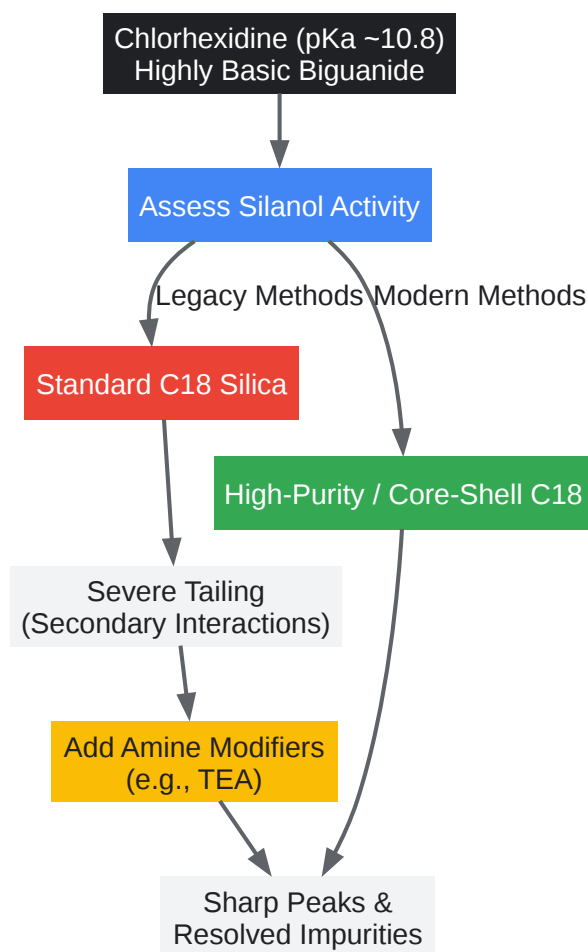 Chlorhexidine (pKa ~10.8)
Highly Basic Biguanide
Assess Silanol Activity
Legacy Methods
Modern Methods
Standard C18 Silica
High-Purity / Core-Shell C18
Severe Tailing
(Secondary Interactions)
Add Amine Modifiers
(e.g., TEA)
Sharp Peaks &
Resolved Impurities